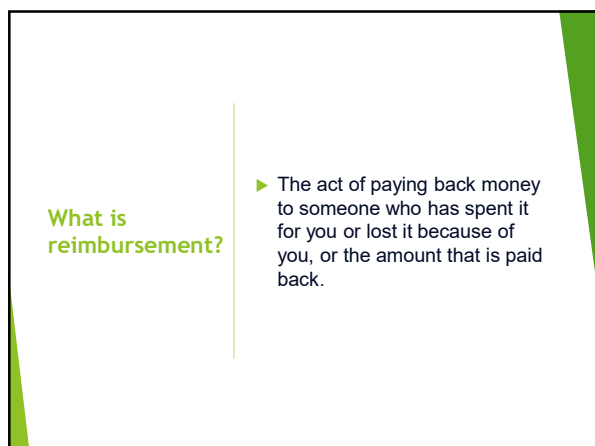 What is
reimbursement?
The act of paying back money
to someone who has spent it
for you or lost it because of
you, or the amount that is paid
back.